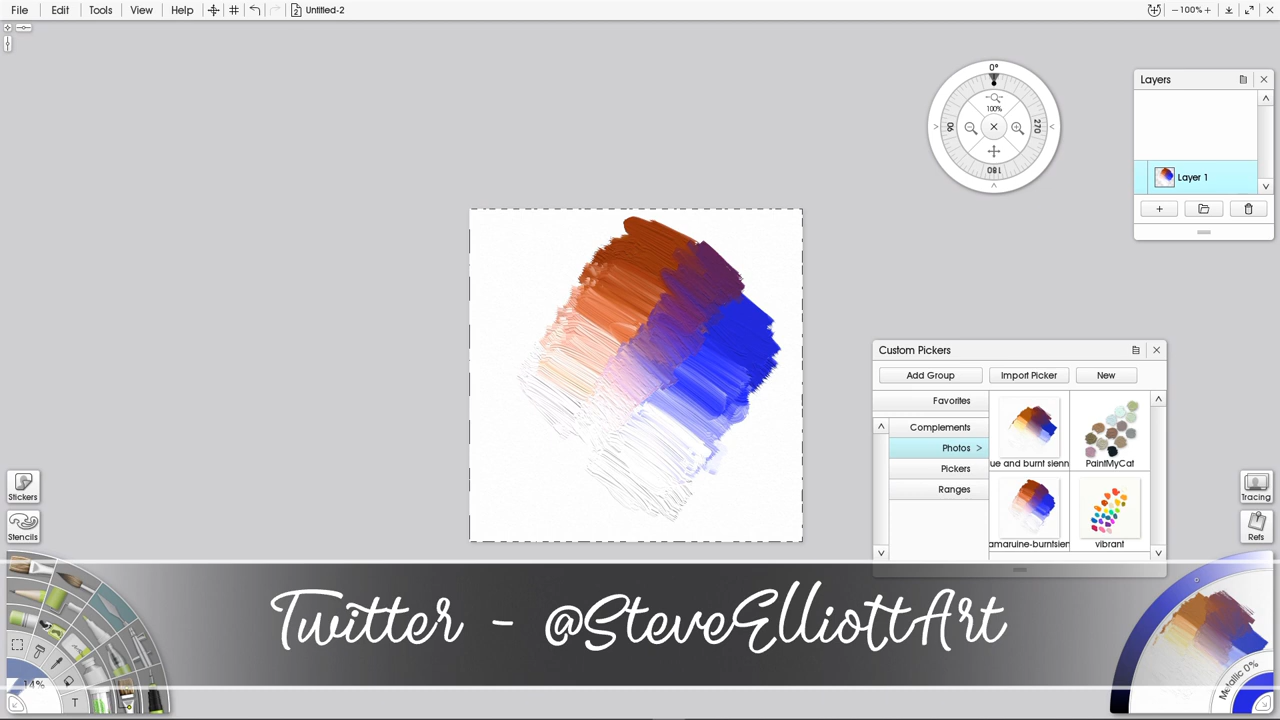 File Edit Tools View Help Untitled-2
100%
0°
100%
90
270
180
Layers
Layer 1
Custom Pickers
Add Group Import Picker New
Favorites
Complements
Photos >
Pickers
Ranges
ue and burnt sienn
PaintMyCat
amaruine-burntsien
vibrant
Stickers
Stencils
Tracing
Refs
14%
T
Metallic 0%
Twitter - @SteveElliottArt